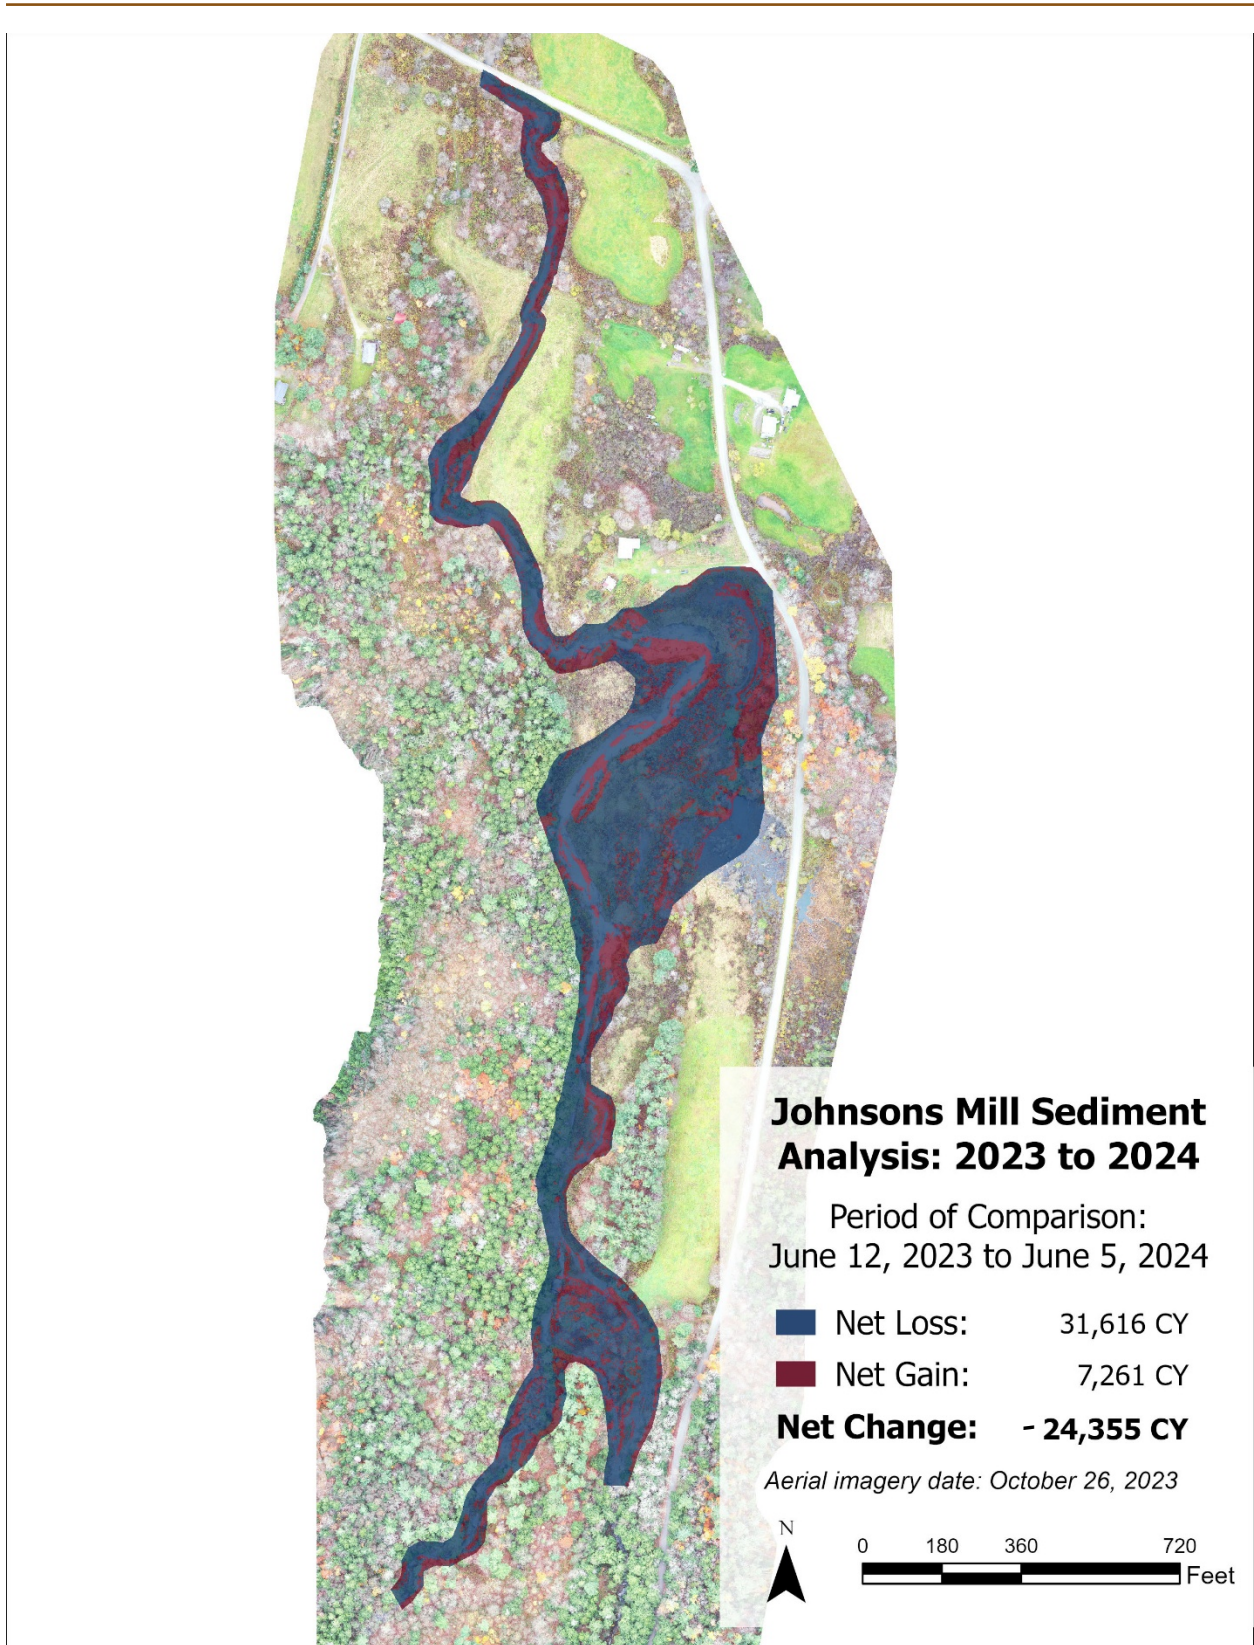 Johnsons Mill Sediment
Analysis: 2023 to 2024
Period of Comparison:
June 12, 2023 to June 5, 2024
Net Loss: 31,616 CY
Net Gain: 7,261 CY
Net Change: - 24,355 CY
Aerial imagery date: October 26, 2023
N
0 180 360 720
Feet